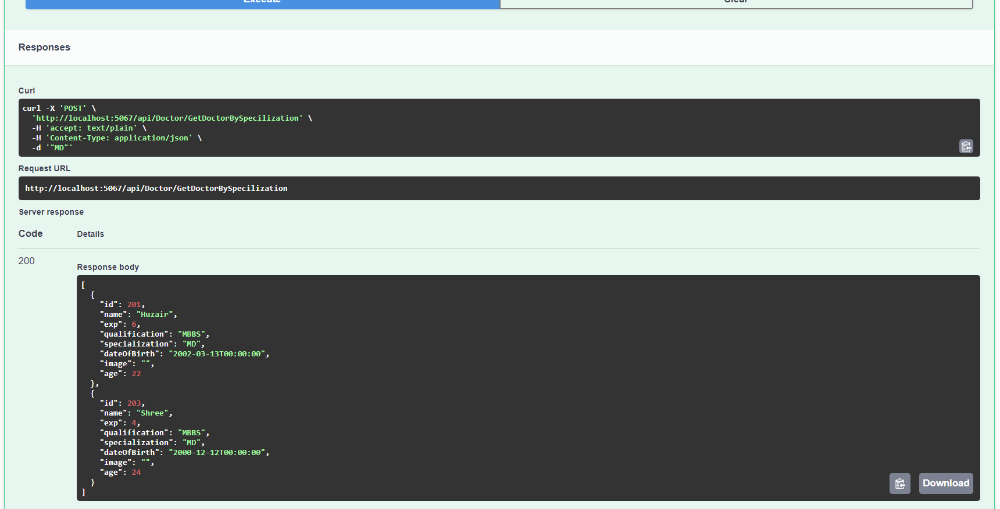 Execute
Clear
Responses
Curl
curl -X 'POST' \
  'http://localhost:5067/api/Doctor/GetDoctorBySpecilization' \
  -H 'accept: text/plain' \
  -H 'Content-Type: application/json' \
  -d '"MD"'
Request URL
http://localhost:5067/api/Doctor/GetDoctorBySpecilization
Server response
Code Details
200
Response body
[
  {
    "id": 201,
    "name": "Huzair",
    "exp": 6,
    "qualification": "MBBS",
    "specialization": "MD",
    "dateOfBirth": "2002-03-13T00:00:00",
    "image": "",
    "age": 22
  },
  {
    "id": 203,
    "name": "Shree",
    "exp": 4,
    "qualification": "MBBS",
    "specialization": "MD",
    "dateOfBirth": "2000-12-12T00:00:00",
    "image": "",
    "age": 24
  }
]
Download